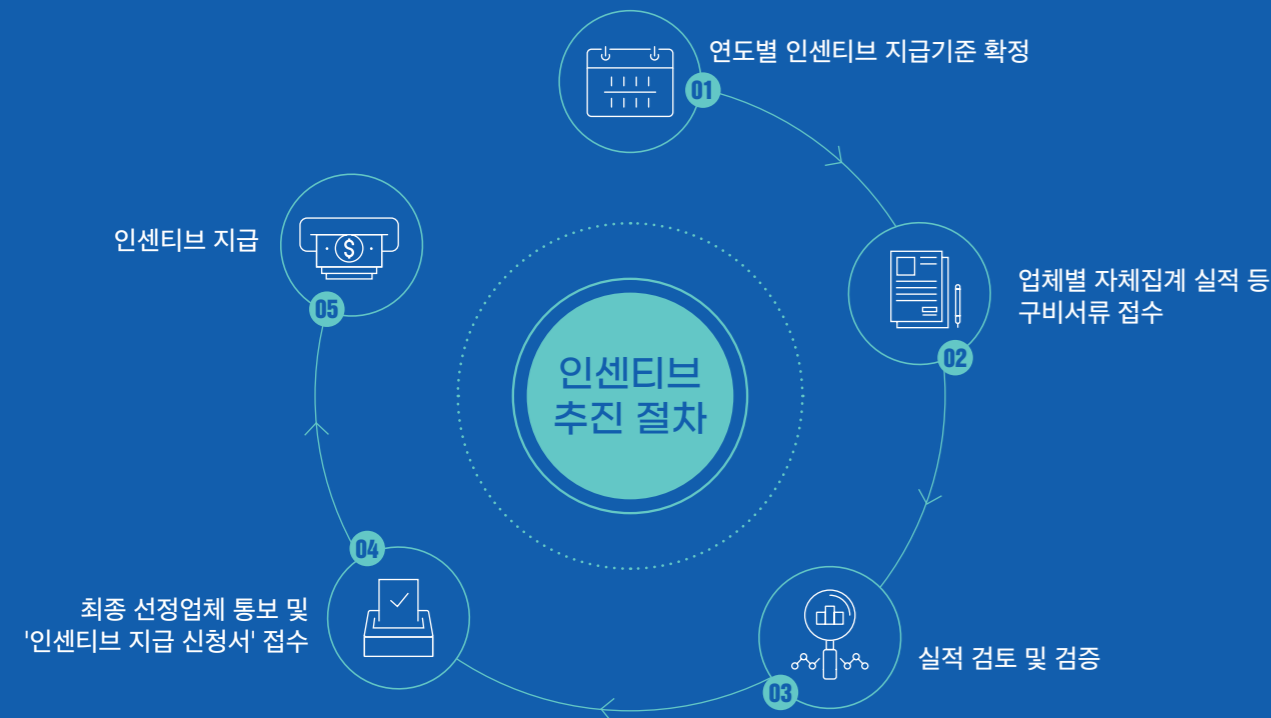 인센티브
추진 절차
01
연도별 인센티브 지급기준 확정
02
업체별 자체집계 실적 등
구비서류 접수
03
실적 검토 및 검증
04
최종 선정업체 통보 및
'인센티브 지급 신청서' 접수
05
인센티브 지급
$